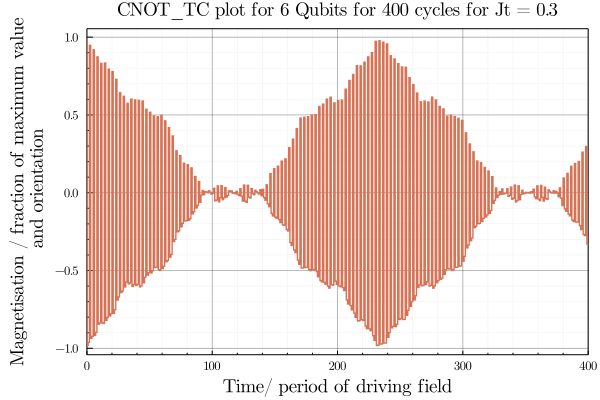 CNOT_TC plot for 6 Qubits for 400 cycles for Jt = 0.3
Magnetisation / fraction of maximum value
and orientation
1.0
0.5
0.0
−0.5
−1.0
0 100 200 300 400
Time/ period of driving field